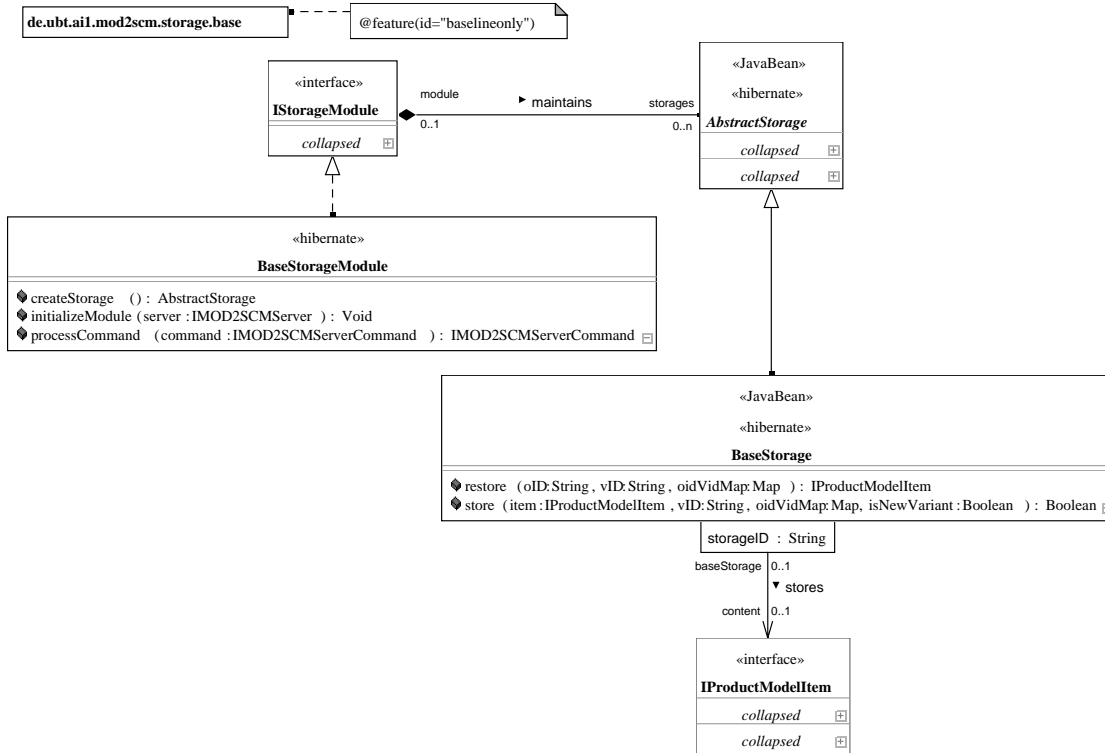 de.ubt.ai1.mod2scm.storage.base
@feature(id="baselineonly")
«interface»
IStorageModule
collapsed
module
0..1
maintains
storages
0..n
«JavaBean»
«hibernate»
AbstractStorage
collapsed
collapsed
«hibernate»
BaseStorageModule
createStorage () : AbstractStorage
initializeModule (server :IMOD2SCMServer ) : Void
processCommand (command :IMOD2SCMServerCommand ) : IMOD2SCMServerCommand
«JavaBean»
«hibernate»
BaseStorage
restore (oID: String , vID: String, oidVidMap: Map ) : IProductModelItem
store (item :IProductModelItem , vID: String, oidVidMap: Map, isNewVariant :Boolean ) : Boolean
storageID : String
baseStorage 0..1
stores
content 0..1
«interface»
IProductModelItem
collapsed
collapsed